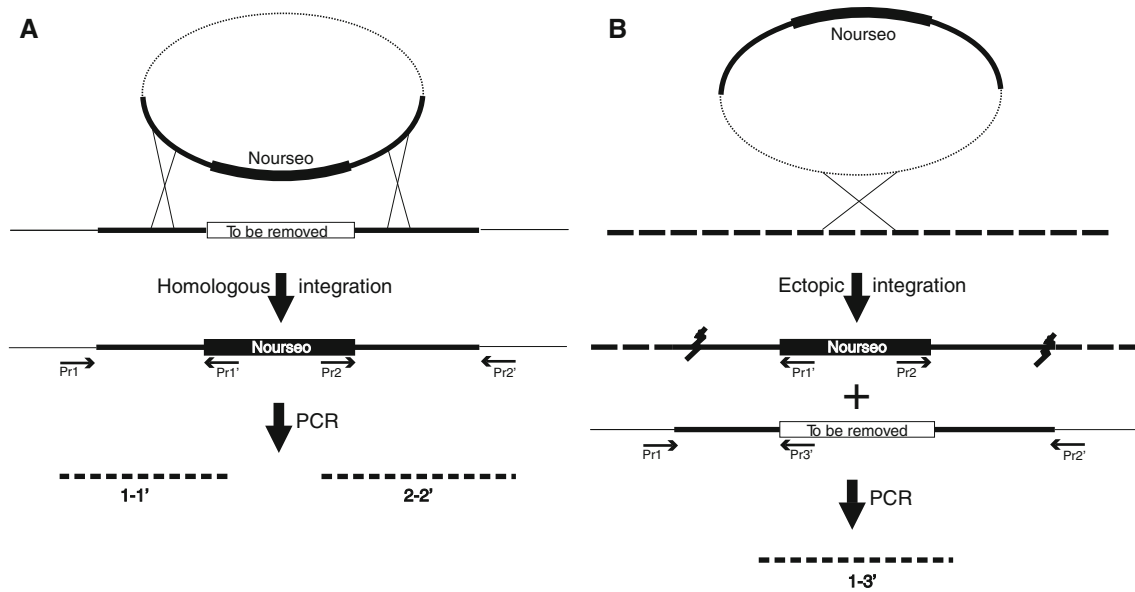 A
Nourseo
To be removed
Homologous integration
Nourseo
Pr1
Pr1'
Pr2
Pr2'
PCR
1-1'
2-2'
B
Nourseo
Ectopic integration
Nourseo
Pr1'
Pr2
+
To be removed
Pr1
Pr3'
Pr2'
PCR
1-3'